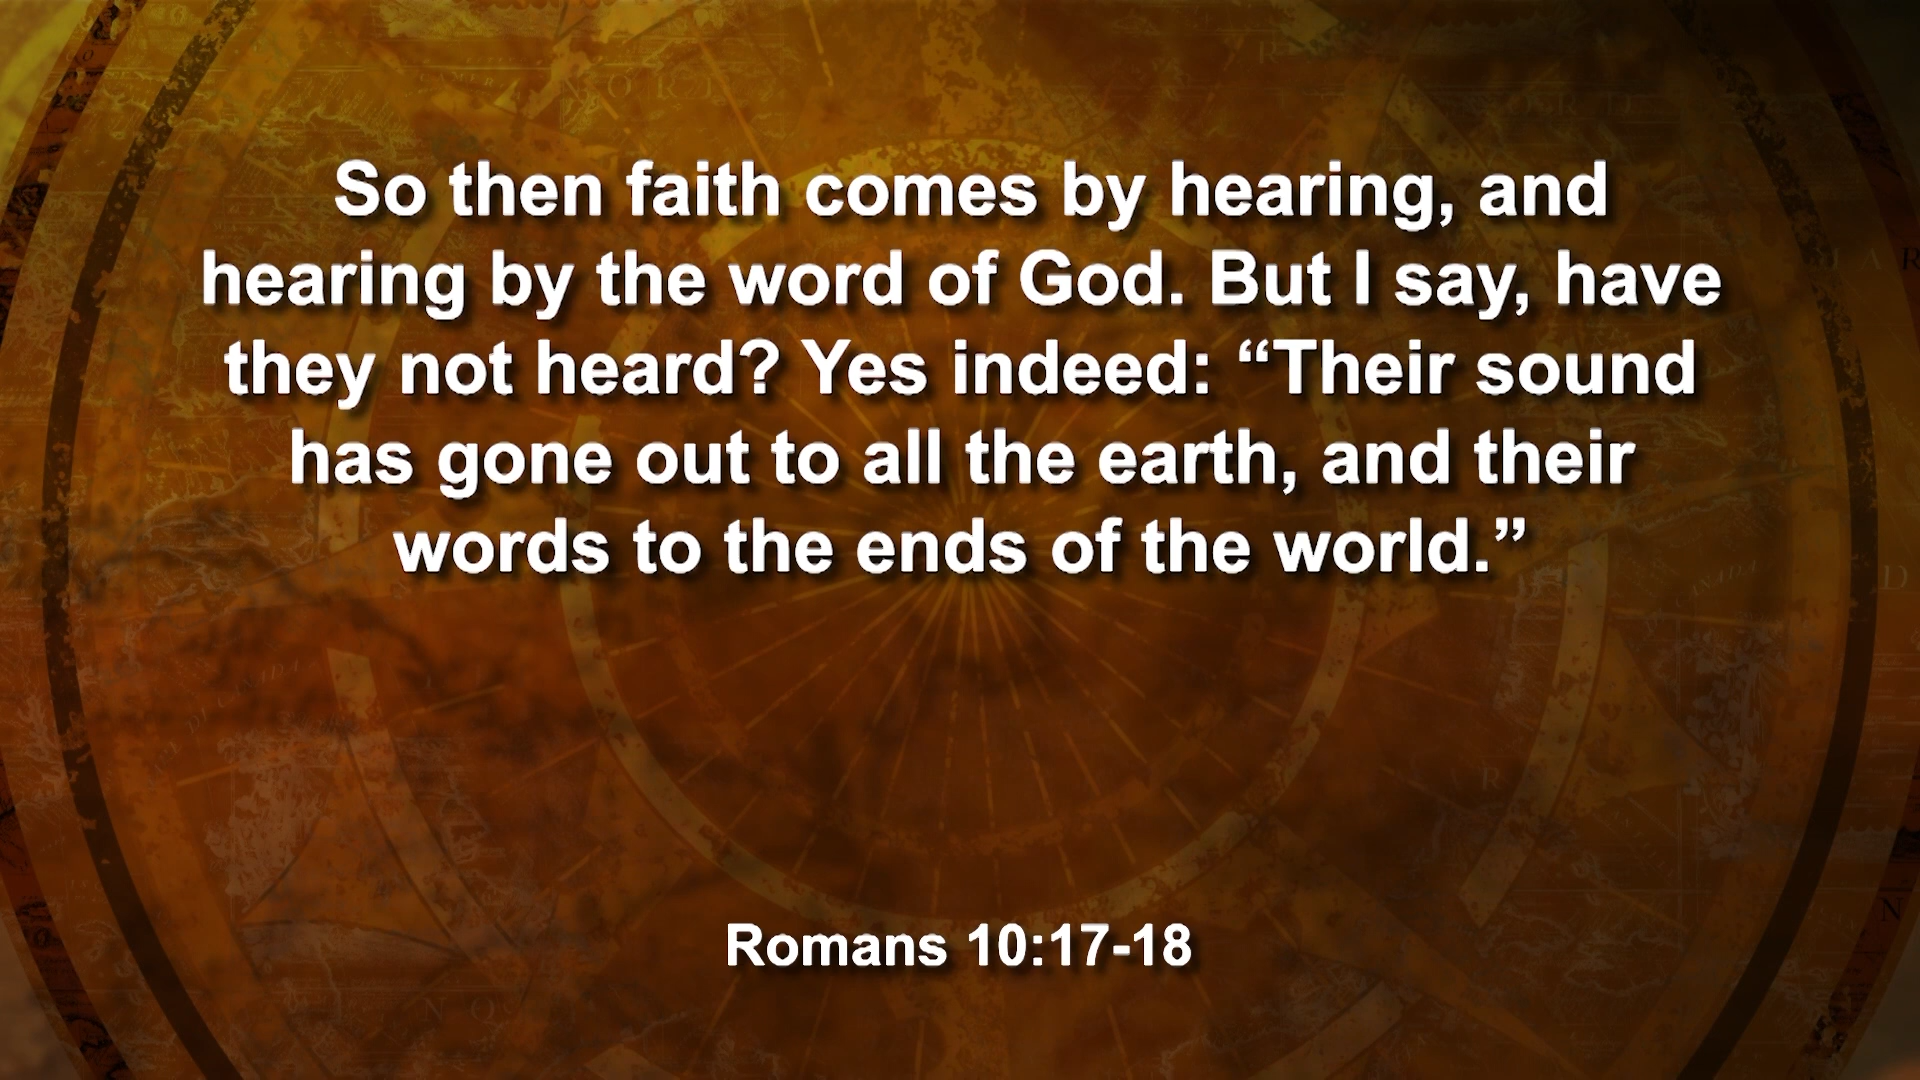 So then faith comes by hearing, and
hearing by the word of God. But I say, have
they not heard? Yes indeed: “Their sound
has gone out to all the earth, and their
words to the ends of the world.”
Romans 10:17-18